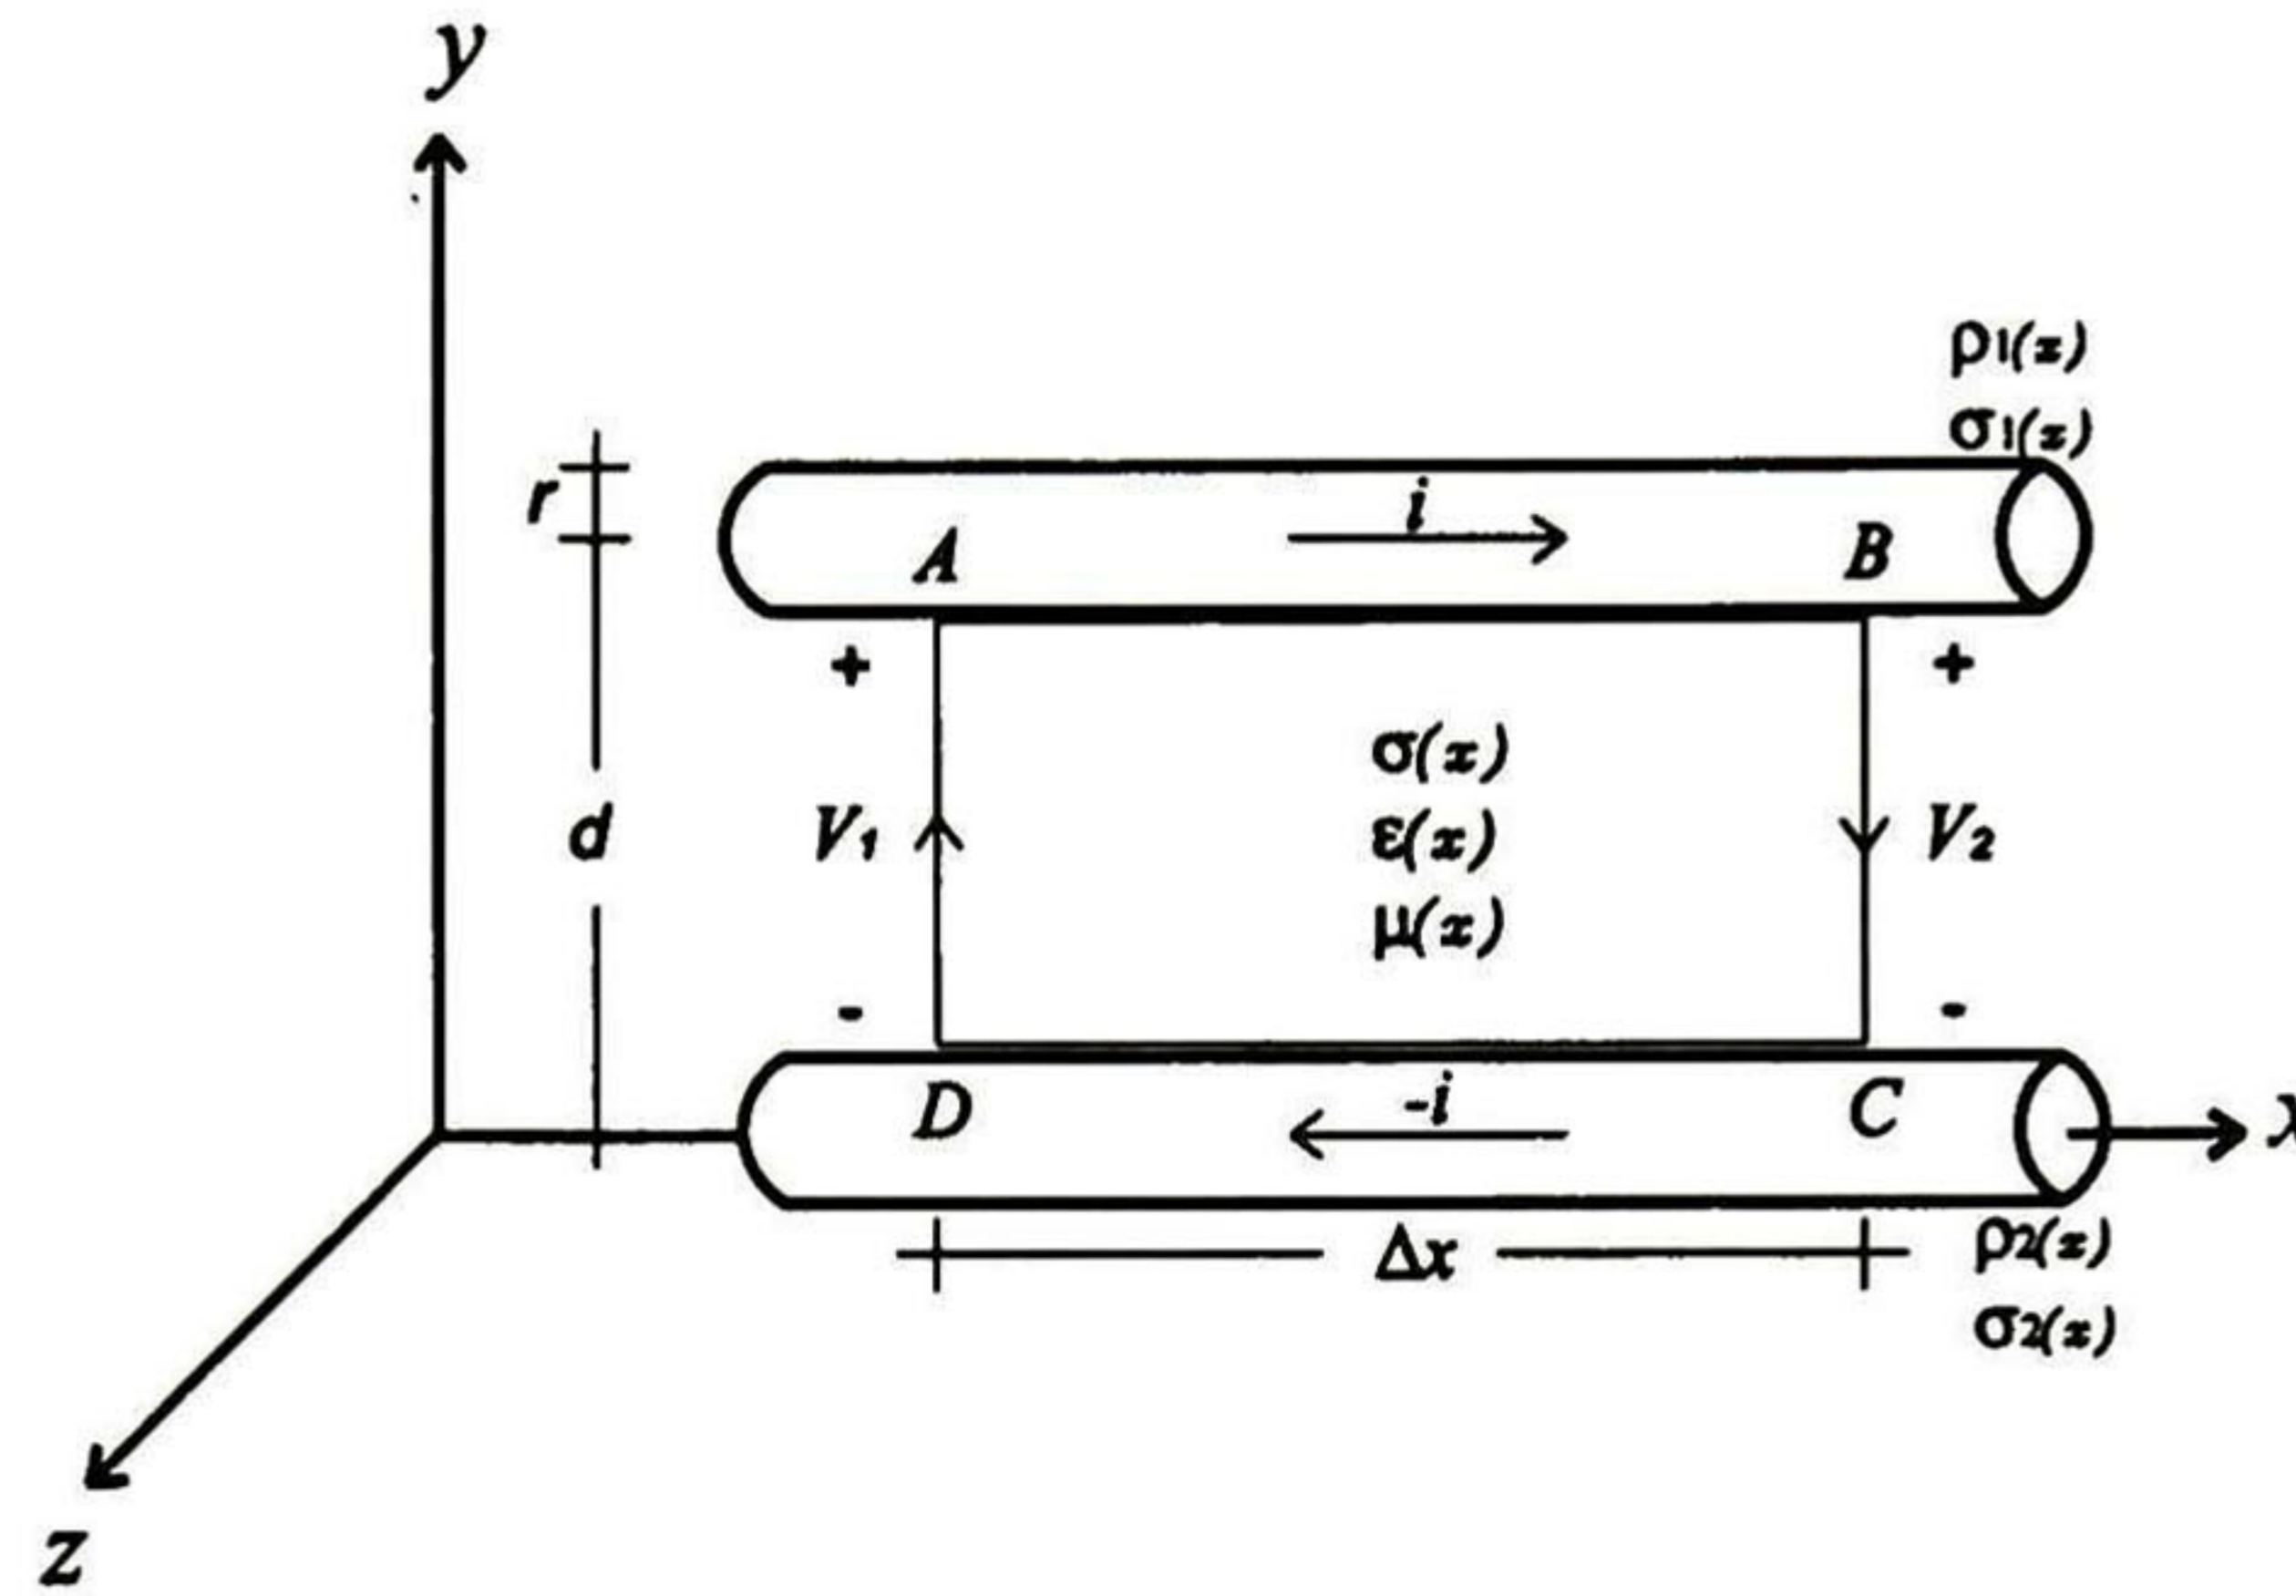 y
ρ1(x)
σ1(x)
r
i
A
B
+
+
σ(x)
d
V1
ε(x)
V2
μ(x)
-
-
D
-i
C
x
Δx
ρ2(x)
σ2(x)
z